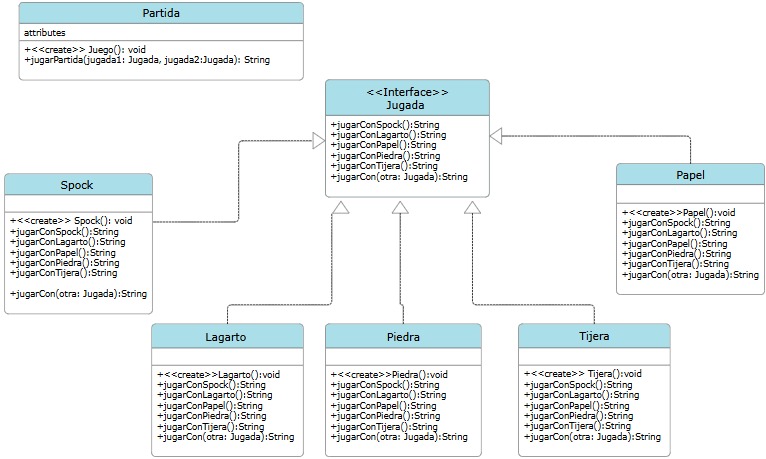 Partida
attributes
+<<create>> Juego(): void
+jugarPartida(jugada1: Jugada, jugada2:Jugada): String
<<Interface>>
Jugada
+jugarConSpock():String
+jugarConLagarto():String
+jugarConPapel():String
+jugarConPiedra():String
+jugarConTijera():String
+jugarCon(otra: Jugada):String
Spock
+<<create>> Spock(): void
+jugarConSpock():String
+jugarConLagarto():String
+jugarConPapel():String
+jugarConPiedra():String
+jugarConTijera():String
+jugarCon(otra: Jugada):String
Papel
+<<create>>Papel():void
+jugarConSpock():String
+jugarConLagarto():String
+jugarConPapel():String
+jugarConPiedra():String
+jugarConTijera():String
+jugarCon(otra: Jugada):String
Lagarto
+<<create>>Lagarto():void
+jugarConSpock():String
+jugarConLagarto():String
+jugarConPapel():String
+jugarConPiedra():String
+jugarConTijera():String
+jugarCon(otra: Jugada):String
Piedra
+<<create>>Piedra():void
+jugarConSpock():String
+jugarConLagarto():String
+jugarConPapel():String
+jugarConPiedra():String
+jugarConTijera():String
+jugarCon(otra: Jugada):String
Tijera
+<<create>> Tijera():void
+jugarConSpock():String
+jugarConLagarto():String
+jugarConPapel():String
+jugarConPiedra():String
+jugarConTijera():String
+jugarCon(otra: Jugada):String